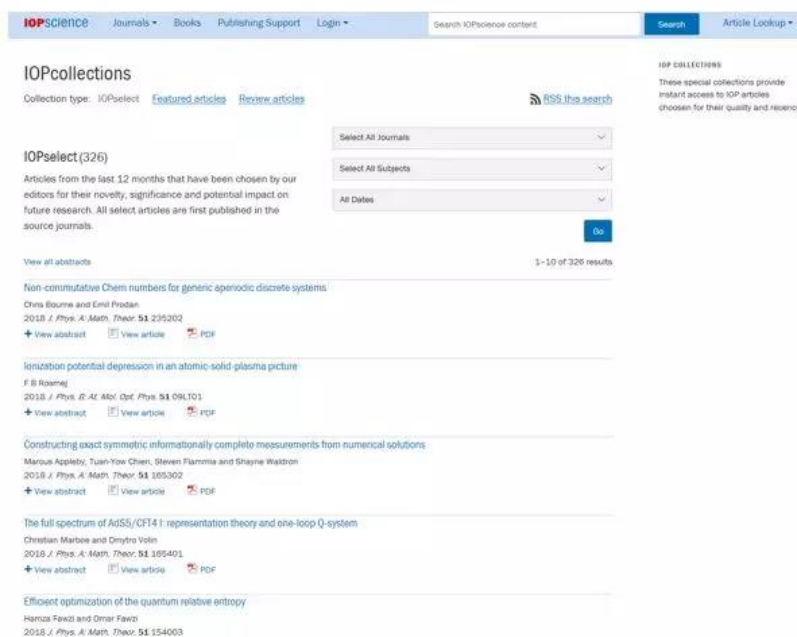 IOPSCIENCE Journals Books Publishing Support Login Search IOPscience content Search Article Lookup
IOPcollections
Collection type: IOPselect Featured articles Review articles
RSS this search
IOP COLLECTIONS
These special collections provide
instant access to IOP articles
choosen for their quality and recency
Select All Journals
Select All Subjects
All Dates
Go
IOPselect (326)
Articles from the last 12 months that have been chosen by our
editors for their novelty, significance and potential impact on
future research. All select articles are first published in the
source journals.
View all abstracts
1–10 of 326 results
Non-commutative Chern numbers for generic aperiodic discrete systems
Chris Bourne and Emil Prodan
2018 J. Phys. A: Math. Theor. 51 235202
+ View abstract View article PDF
Ionization potential depression in an atomic-solid-plasma picture
F B Rosmej
2018 J. Phys. B: At. Mol. Opt. Phys. 51 09LT01
+ View abstract View article PDF
Constructing exact symmetric informationally complete measurements from numerical solutions
Marcus Appleby, Tuan-Yow Chien, Steven Flammia and Shayne Waldron
2018 J. Phys. A: Math. Theor. 51 165302
+ View abstract View article PDF
The full spectrum of AdS5/CFT4 I: representation theory and one-loop Q-system
Christian Marboe and Dmytro Volin
2018 J. Phys. A: Math. Theor. 51 165401
+ View abstract View article PDF
Efficient optimization of the quantum relative entropy
Hamza Fawzi and Omar Fawzi
2018 J. Phys. A: Math. Theor. 51 154003